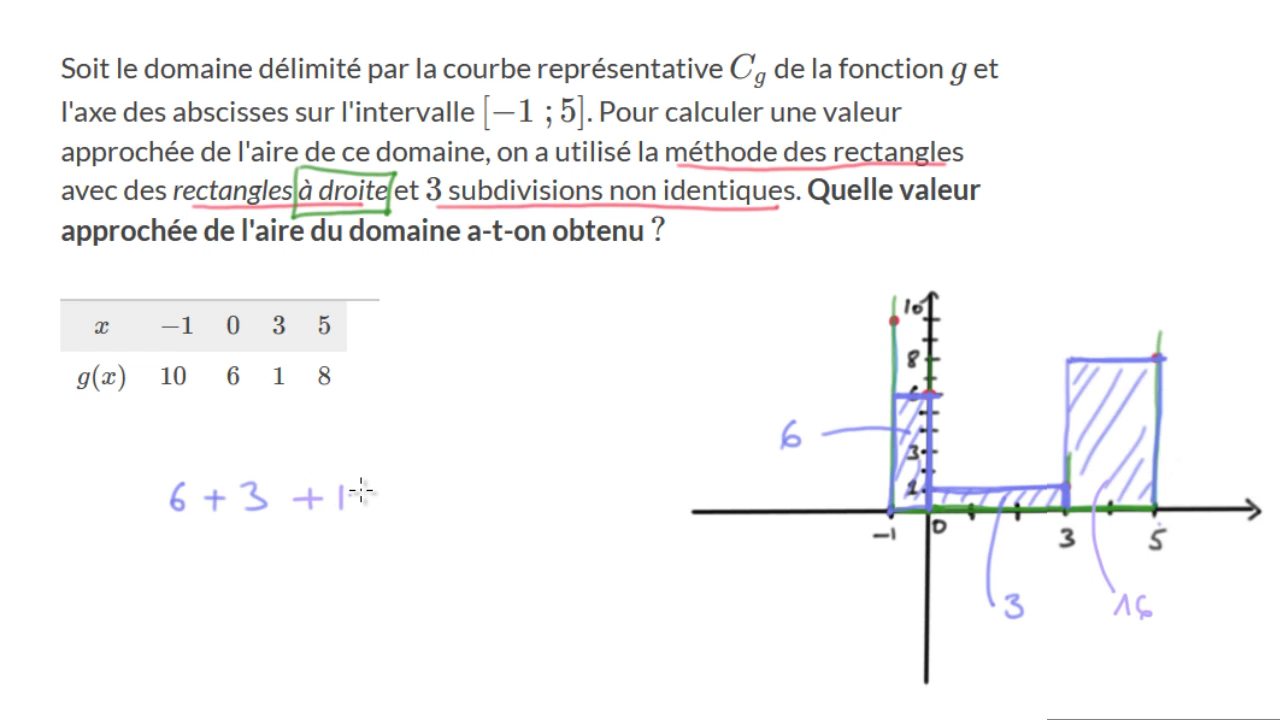 Soit le domaine délimité par la courbe représentative C_g de la fonction g et
l'axe des abscisses sur l'intervalle [−1 ; 5]. Pour calculer une valeur
approchée de l'aire de ce domaine, on a utilisé la méthode des rectangles
avec des rectangles à droite et 3 subdivisions non identiques. Quelle valeur
approchée de l'aire du domaine a-t-on obtenu ?
x −1 0 3 5
g(x) 10 6 1 8
6 + 3 + 1
10
8
6
6
3
1
−1 0 3 5
3 16